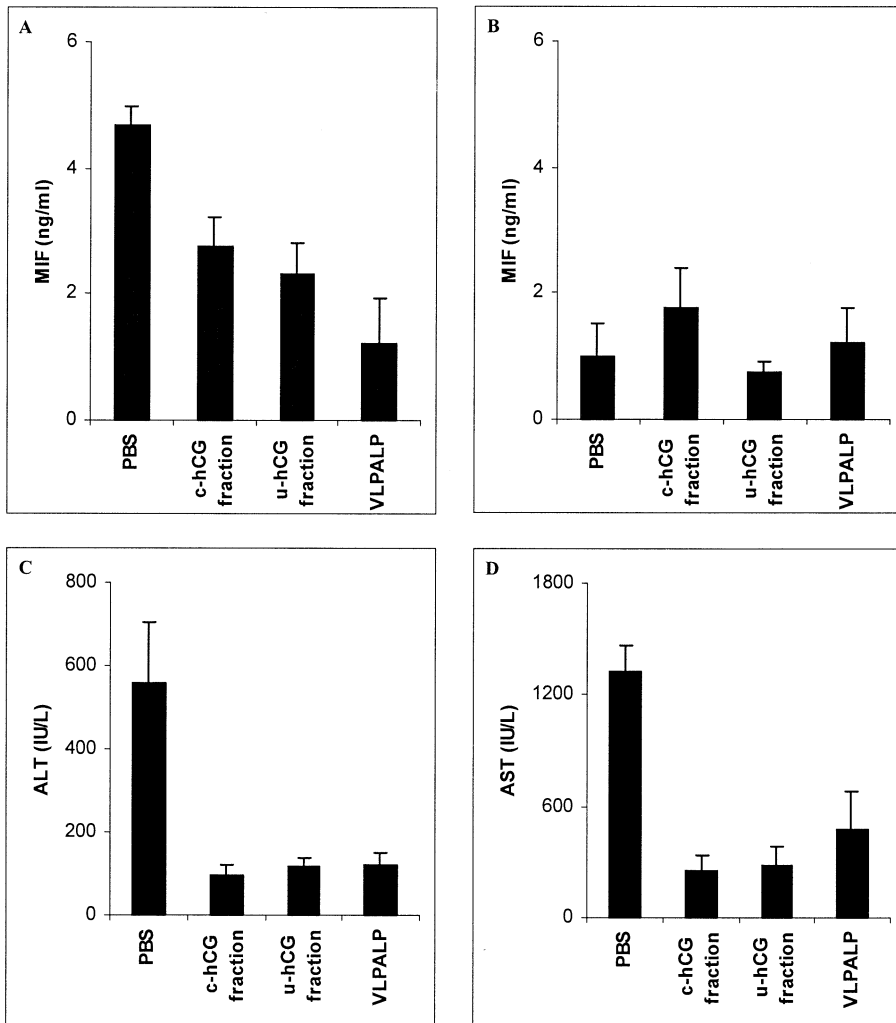 A
MIF (ng/ml)
6
4
2
0
PBS
c-hCG
fraction
u-hCG
fraction
VLPALP
B
MIF (ng/ml)
6
4
2
0
PBS
c-hCG
fraction
u-hCG
fraction
VLPALP
C
ALT (IU/L)
800
600
400
200
0
PBS
c-hCG
fraction
u-hCG
fraction
VLPALP
D
AST (IU/L)
1800
1200
600
0
PBS
c-hCG
fraction
u-hCG
fraction
VLPALP